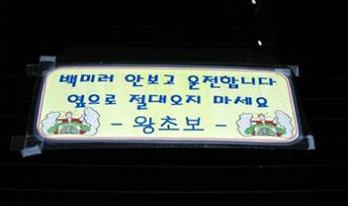 백미러 안보고 운전합니다
옆으로 절대오지 마세요
- 왕초보 -